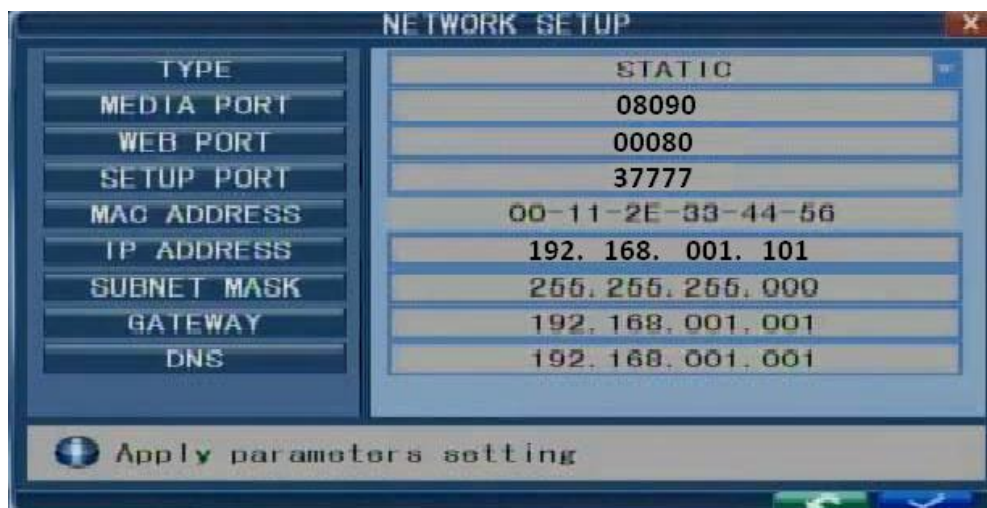 NETWORK SETUP
TYPE STATIC
MEDIA PORT 08090
WEB PORT 00080
SETUP PORT 37777
MAC ADDRESS 00-11-2E-33-44-56
IP ADDRESS 192. 168. 001. 101
SUBNET MASK 255.255.255.000
GATEWAY 192.168.001.001
DNS 192.168.001.001
Apply parameters setting